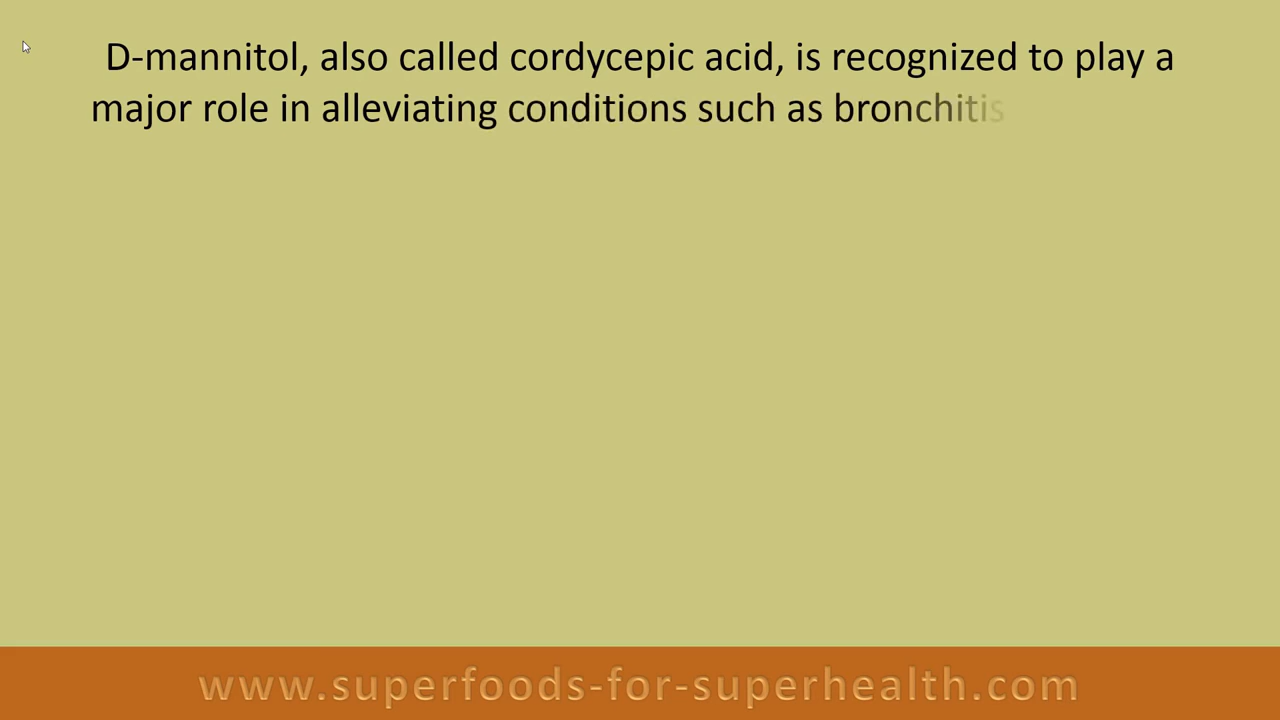 D-mannitol, also called cordycepic acid, is recognized to play a
major role in alleviating conditions such as bronchitis
www.superfoods-for-superhealth.com